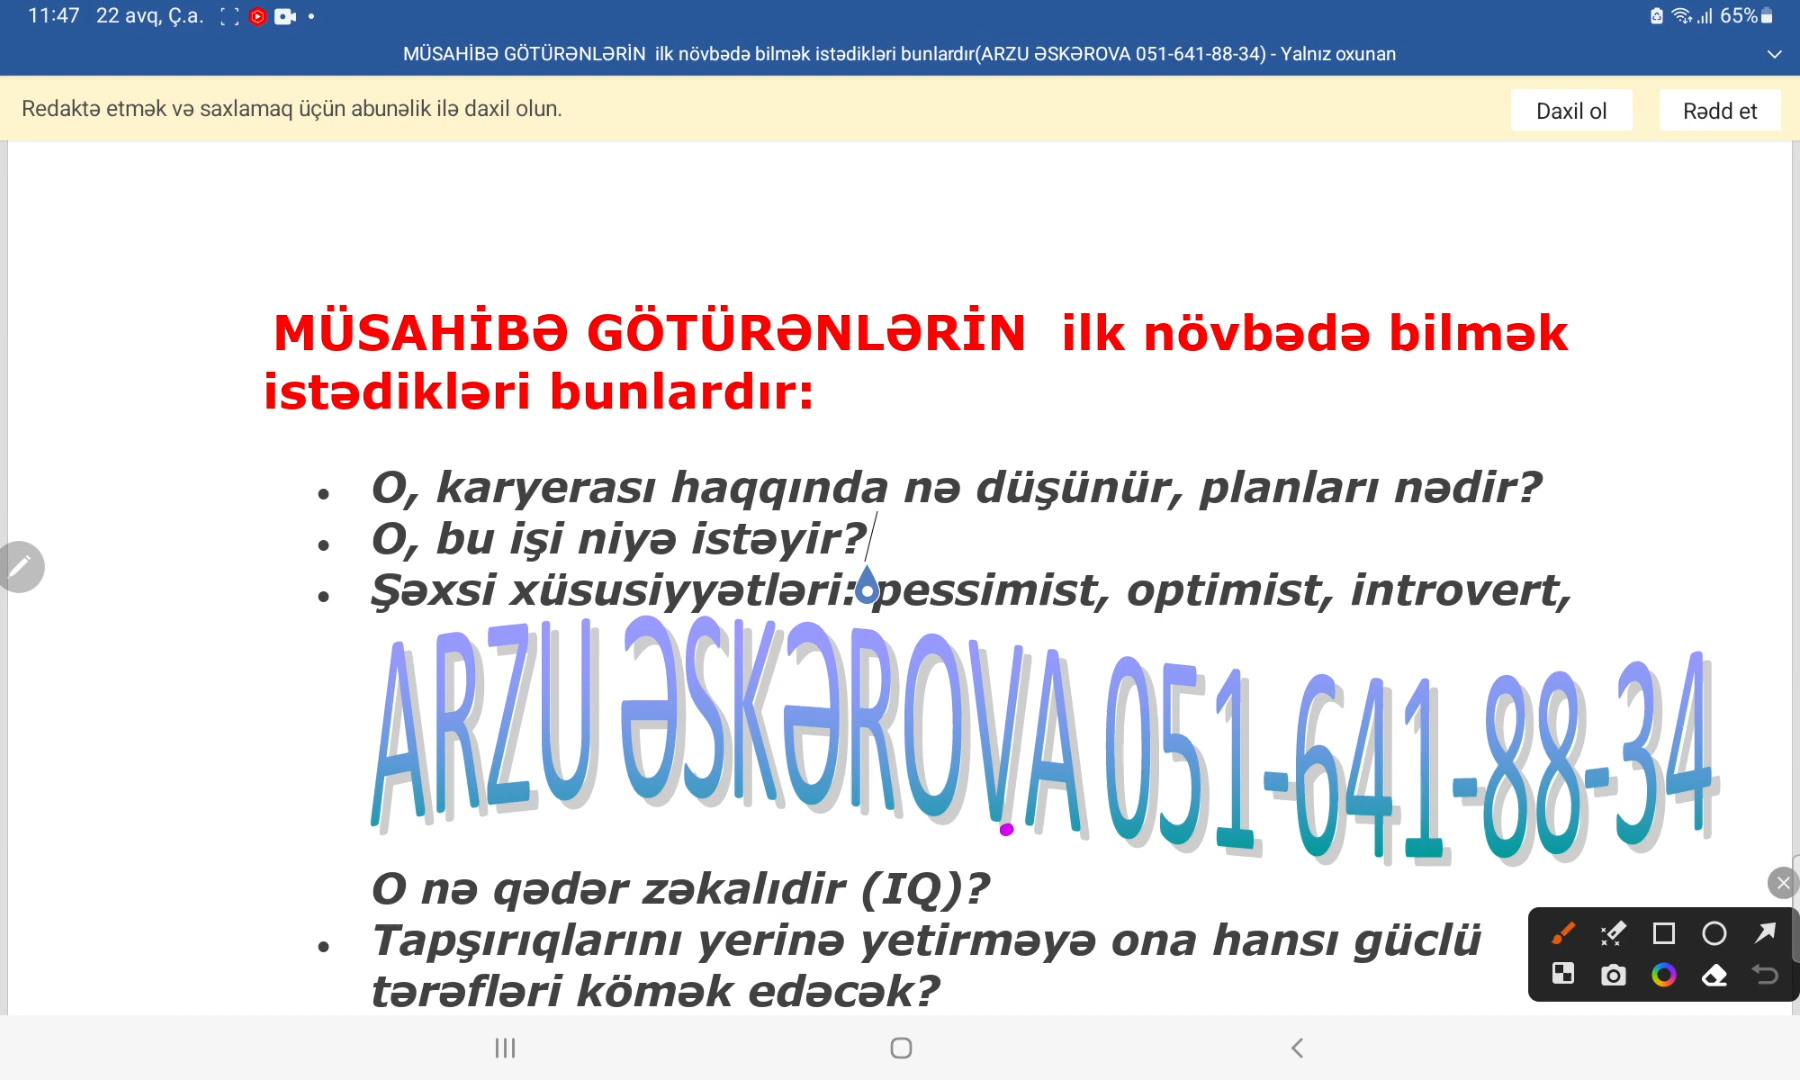 11:47 22 avq, Ç.a. 65%
MÜSAHİBƏ GÖTÜRƏNLƏRİN ilk növbədə bilmək istədikləri bunlardır(ARZU ƏSKƏROVA 051-641-88-34) - Yalnız oxunan
Redaktə etmək və saxlamaq üçün abunəlik ilə daxil olun. Daxil ol Rədd et
MÜSAHİBƏ GÖTÜRƏNLƏRİN ilk növbədə bilmək
istədikləri bunlardır:
• O, karyerası haqqında nə düşünür, planları nədir?
• O, bu işi niyə istəyir?
• Şəxsi xüsusiyyətləri: pessimist, optimist, introvert,
ARZU ƏSKƏROVA 051-641-88-34
O nə qədər zəkalıdir (IQ)?
• Tapşırıqlarını yerinə yetirməyə ona hansı güclü
tərəfləri kömək edəcək?